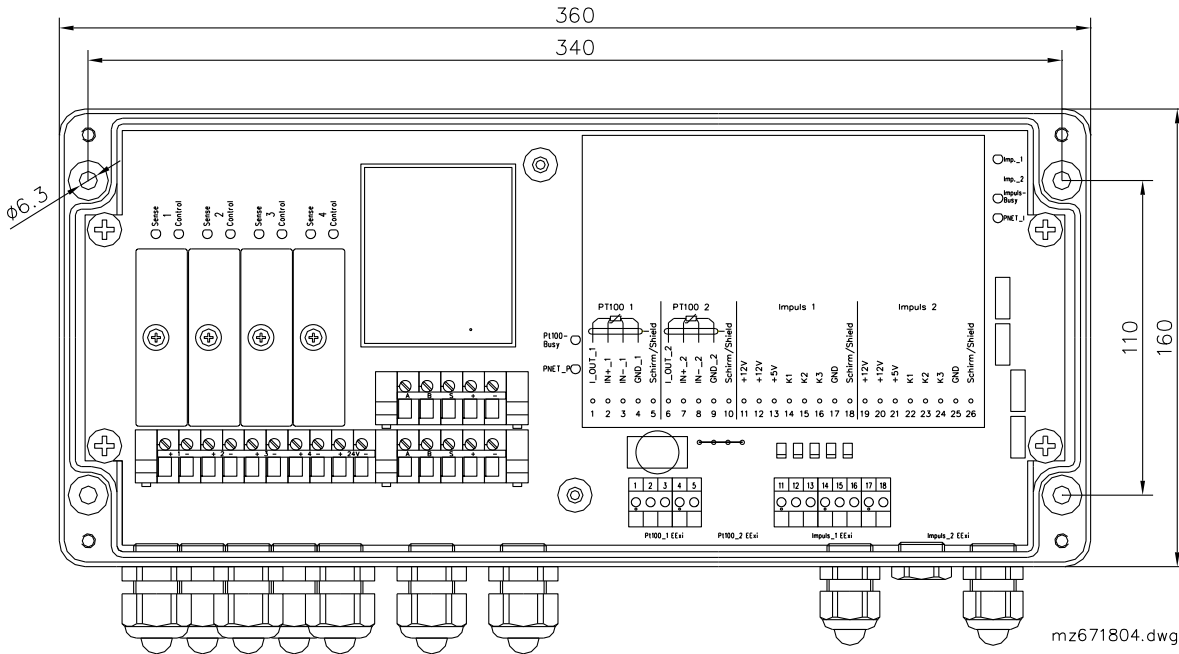 360
340
ø6.3
110
160
Imp._1
Imp._2
Impuls-
Busy
PNET_I
Sense
1
Control
Sense
2
Control
Sense
3
Control
Sense
4
Control
Pt100-
Busy
PNET_P
PT100 1
PT100 2
Impuls 1
Impuls 2
I_OUT_1
IN+_1
IN-_1
GND_1
Schirm/Shield
I_OUT_2
IN+_2
IN-_2
GND_2
Schirm/Shield
+12V
+12V
+5V
K1
K2
K3
GND
Schirm/Shield
+12V
+12V
+5V
K1
K2
K3
GND
Schirm/Shield
1 2 3 4 5 6 7 8 9 10 11 12 13 14 15 16 17 18 19 20 21 22 23 24 25 26
A B S + -
+ 1 - + 2 - + 3 - + 4 - + 24V -
A B S + -
1 2 3 4 5
11 12 13 14 15 16 17 18
Pt100_1 EExi
Pt100_2 EExi
Impuls_1 EExi
Impuls_2 EExi
mz671804.dwg